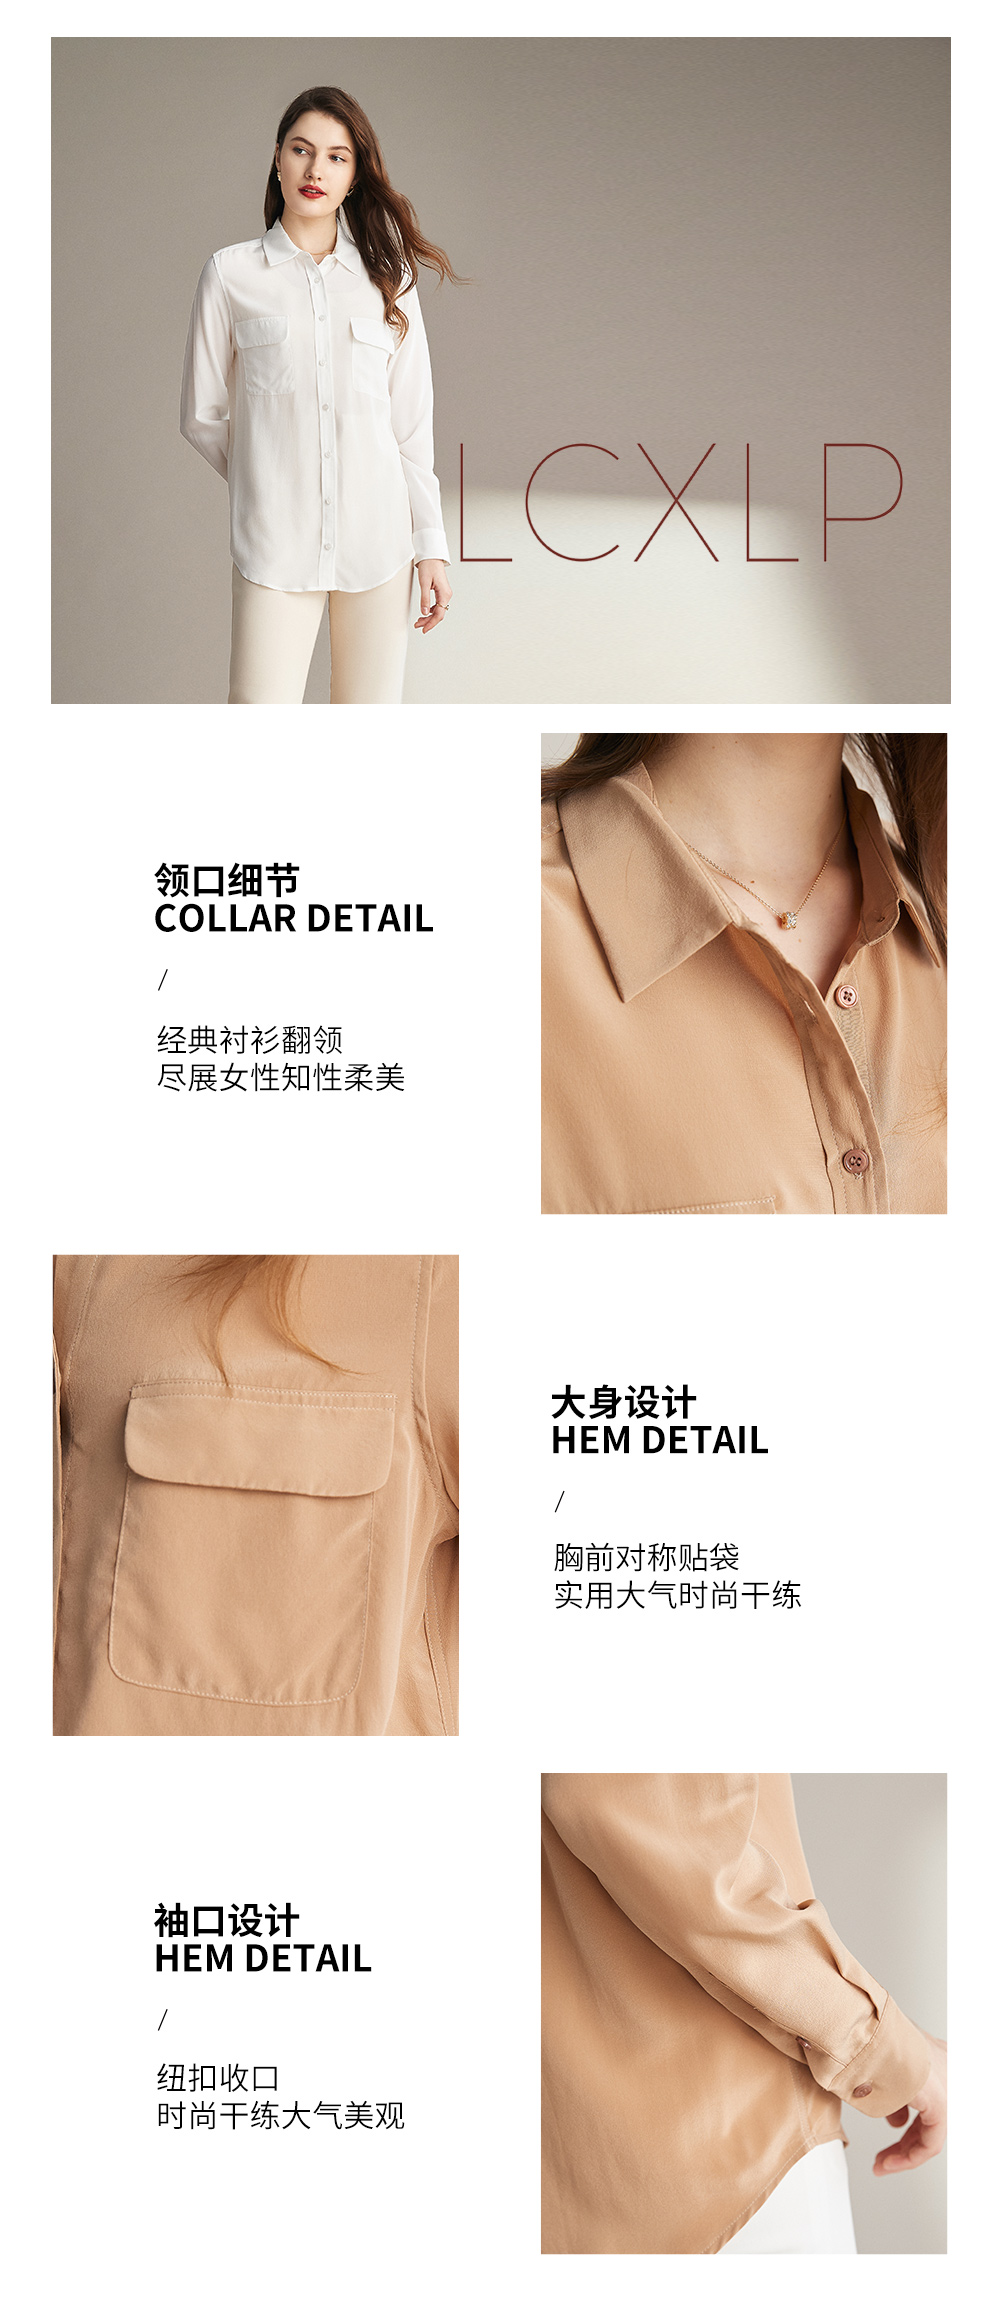 LCXLP
领口细节
COLLAR DETAIL
/
经典衬衫翻领
尽展女性知性柔美
大身设计
HEM DETAIL
/
胸前对称贴袋
实用大气时尚干练
袖口设计
HEM DETAIL
/
纽扣收口
时尚干练大气美观